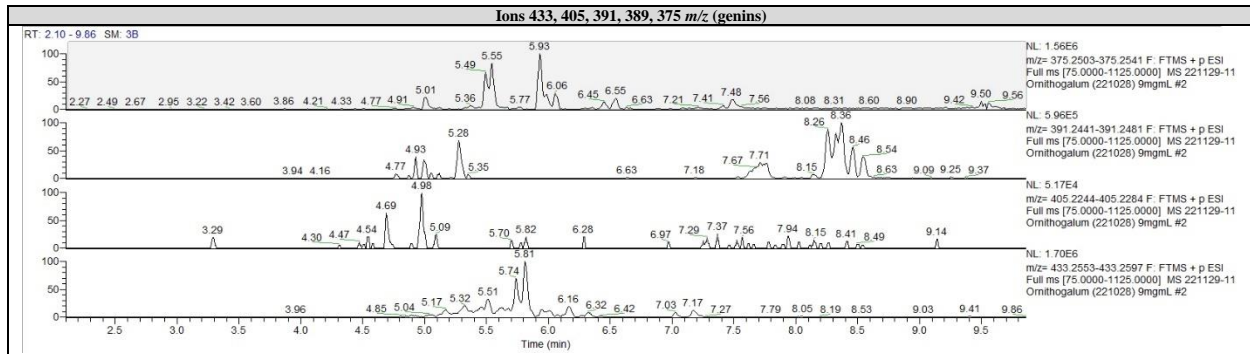 Ions 433, 405, 391, 389, 375 m/z (genins)
RT: 2.10 - 9.86 SM: 3B
NL: 1.56E6
m/z= 375.2503-375.2541 F: FTMS + p ESI
Full ms [75.0000-1125.0000] MS 221129-11
Ornithogalum (221028) 9mgmL #2
100
50
0
2.27 2.49 2.67 2.95 3.22 3.42 3.60 3.86 4.21 4.33 4.77 4.91 5.01 5.36 5.49 5.55 5.77 5.93 6.06 6.45 6.55 6.63 7.21 7.41 7.48 7.56 8.08 8.31 8.60 8.90 9.42 9.50 9.56
NL: 5.96E5
m/z= 391.2441-391.2481 F: FTMS + p ESI
Full ms [75.0000-1125.0000] MS 221129-11
Ornithogalum (221028) 9mgmL #2
100
50
0
3.94 4.16 4.77 4.93 5.28 5.35 6.63 7.18 7.67 7.71 8.15 8.26 8.36 8.46 8.54 8.63 9.09 9.25 9.37
NL: 5.17E4
m/z= 405.2244-405.2284 F: FTMS + p ESI
Full ms [75.0000-1125.0000] MS 221129-11
Ornithogalum (221028) 9mgmL #2
100
50
0
3.29 4.30 4.47 4.54 4.69 4.98 5.09 5.70 5.82 6.28 6.97 7.29 7.37 7.56 7.94 8.15 8.41 8.49 9.14
NL: 1.70E6
m/z= 433.2553-433.2597 F: FTMS + p ESI
Full ms [75.0000-1125.0000] MS 221129-11
Ornithogalum (221028) 9mgmL #2
100
50
0
3.96 4.85 5.04 5.17 5.32 5.51 5.74 5.81 6.16 6.32 6.42 7.03 7.17 7.27 7.79 8.05 8.19 8.53 9.03 9.41 9.86
2.5 3.0 3.5 4.0 4.5 5.0 5.5 6.0 6.5 7.0 7.5 8.0 8.5 9.0 9.5
Time (min)